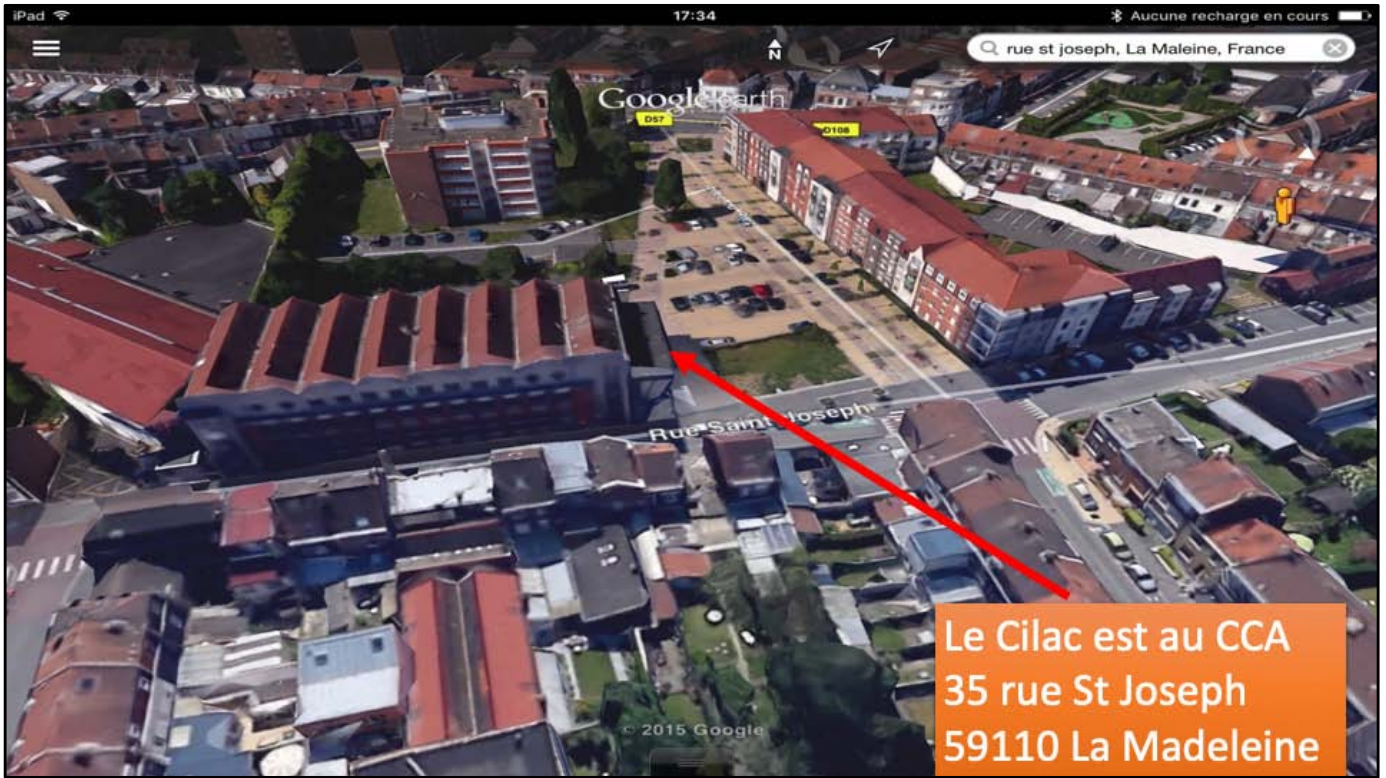 iPad
17:34
Aucune recharge en cours
rue st joseph, La Maleine, France
N
Google earth
D57
D108
Rue Saint Joseph
Le Cilac est au CCA
35 rue St Joseph
59110 La Madeleine
© 2015 Google